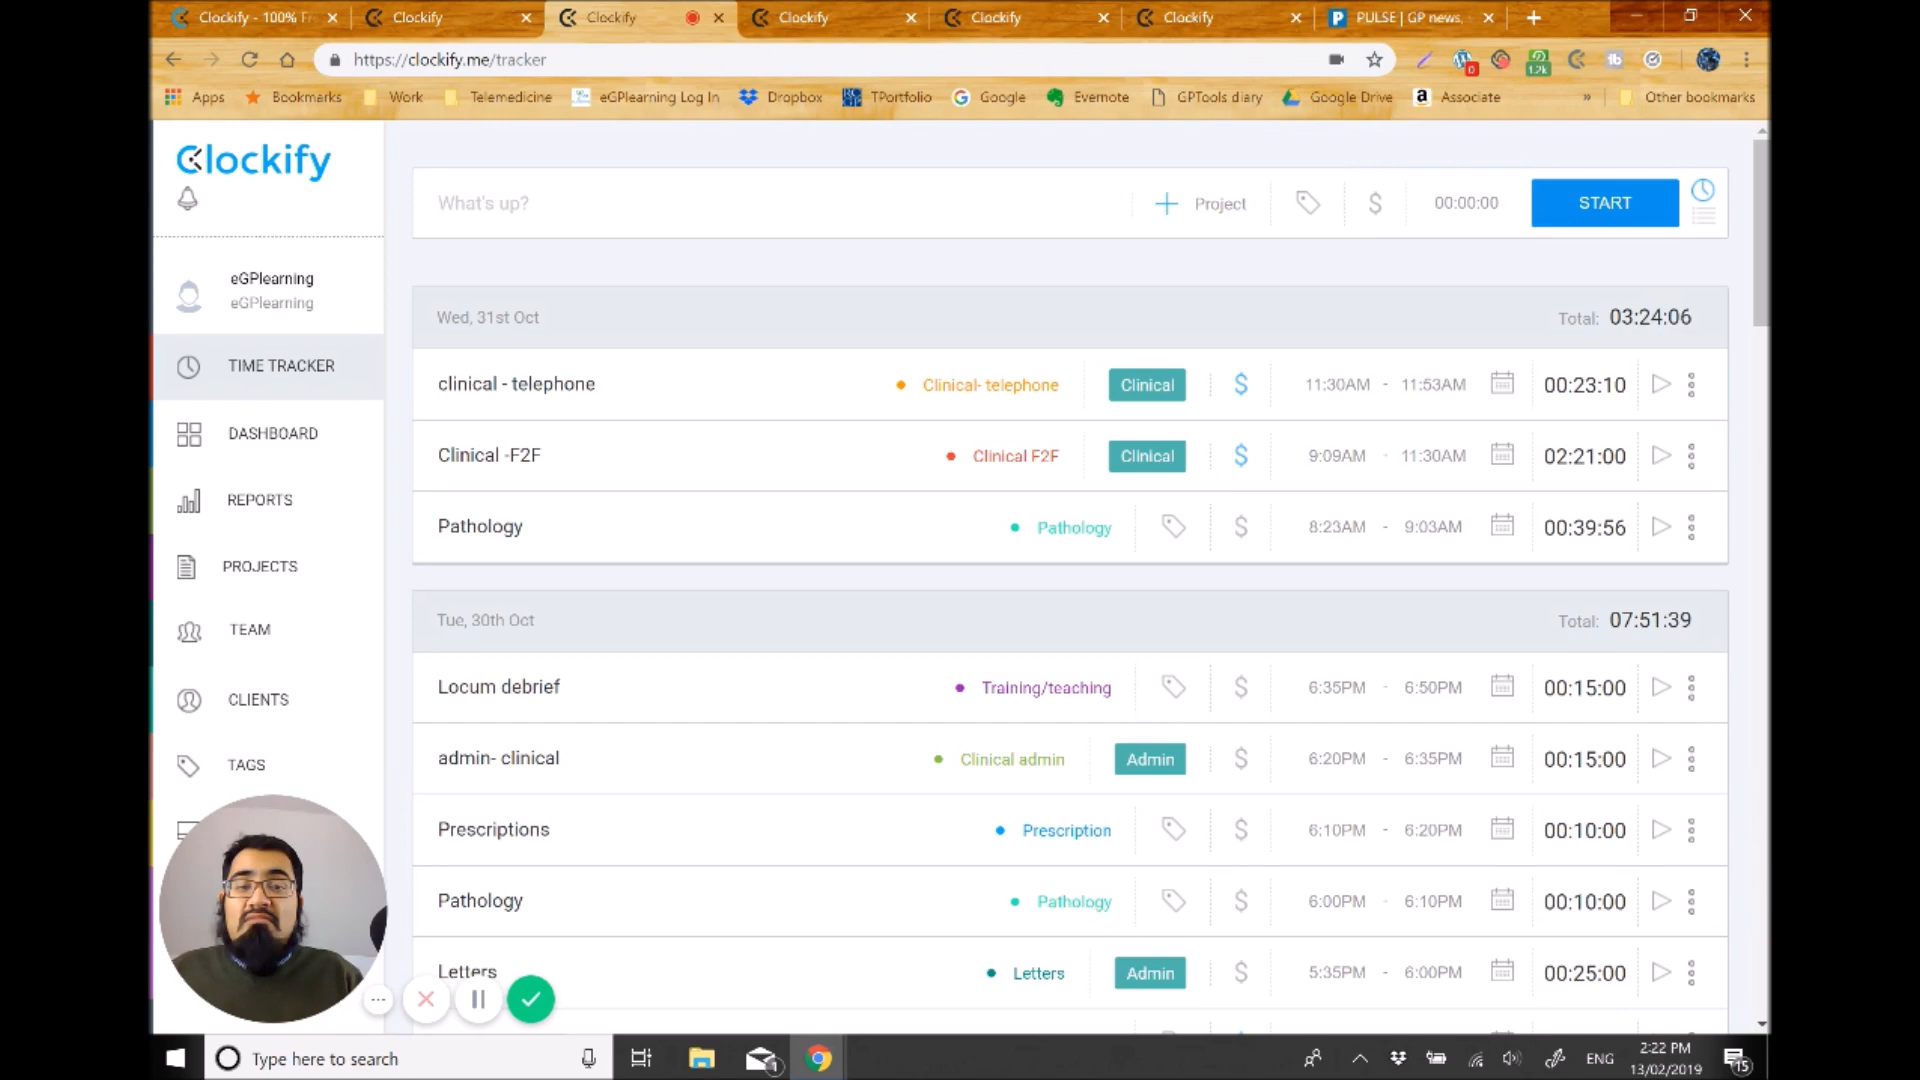 Clockify - 100% F
Clockify
Clockify
Clockify
Clockify
Clockify
P PULSE | GP news,
https://clockify.me/tracker
0
1.2k
tb
Apps
Bookmarks
Work
Telemedicine
eGPlearning Log In
Dropbox
TPortfolio
Google
Evernote
GPTools diary
Google Drive
a Associate
»
Other bookmarks
Clockify
What's up?
Project
$
00:00:00
START
eGPlearning
eGPlearning
TIME TRACKER
DASHBOARD
REPORTS
PROJECTS
TEAM
CLIENTS
TAGS
Wed, 31st Oct Total: 03:24:06
clinical - telephone Clinical- telephone Clinical $ 11:30AM - 11:53AM 00:23:10
Clinical -F2F Clinical F2F Clinical $ 9:09AM - 11:30AM 02:21:00
Pathology Pathology $ 8:23AM - 9:03AM 00:39:56
Tue, 30th Oct Total: 07:51:39
Locum debrief Training/teaching $ 6:35PM - 6:50PM 00:15:00
admin- clinical Clinical admin Admin $ 6:20PM - 6:35PM 00:15:00
Prescriptions Prescription $ 6:10PM - 6:20PM 00:10:00
Pathology Pathology $ 6:00PM - 6:10PM 00:10:00
Letters Letters Admin $ 5:35PM - 6:00PM 00:25:00
Type here to search
1
ENG
2:22 PM
13/02/2019
15